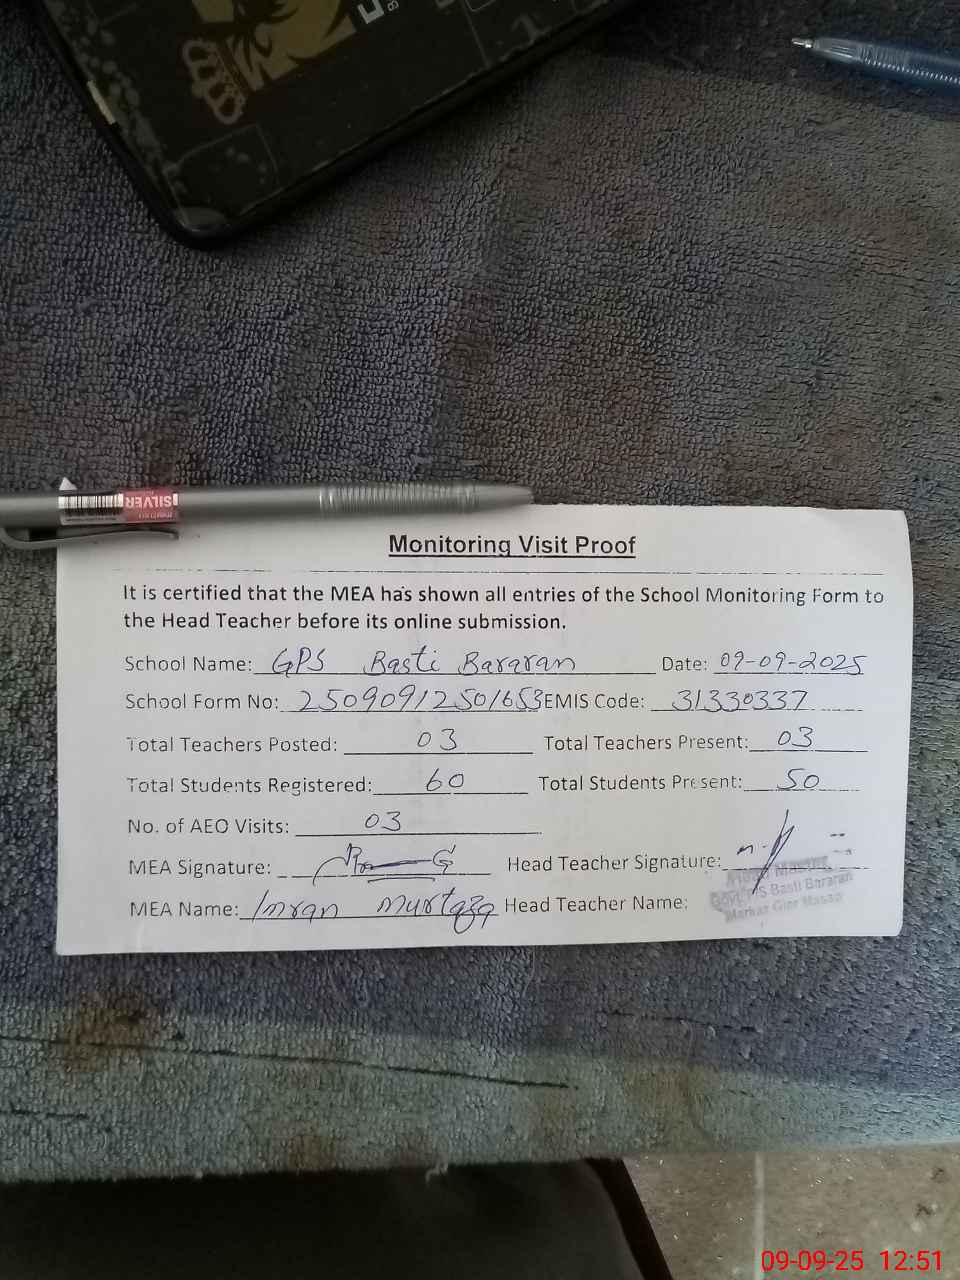 SILVER
Monitoring Visit Proof
It is certified that the MEA has shown all entries of the School Monitoring Form to
the Head Teacher before its online submission.
School Name: GPS Basti Bararan Date: 09-09-2025
School Form No: 25090912501653 EMIS Code: 31330337
Total Teachers Posted: 03 Total Teachers Present: 03
Total Students Registered: 60 Total Students Present: 50
No. of AEO Visits: 03
MEA Signature: Head Teacher Signature:
MEA Name: Imran Murtaza Head Teacher Name:
Govt. P/S Basti Bararan
Markaz
09-09-25 12:51